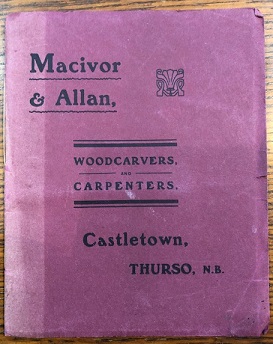 Macivor
& Allan,
WOODCARVERS,
AND
CARPENTERS,
Castletown,
THURSO, N.B.